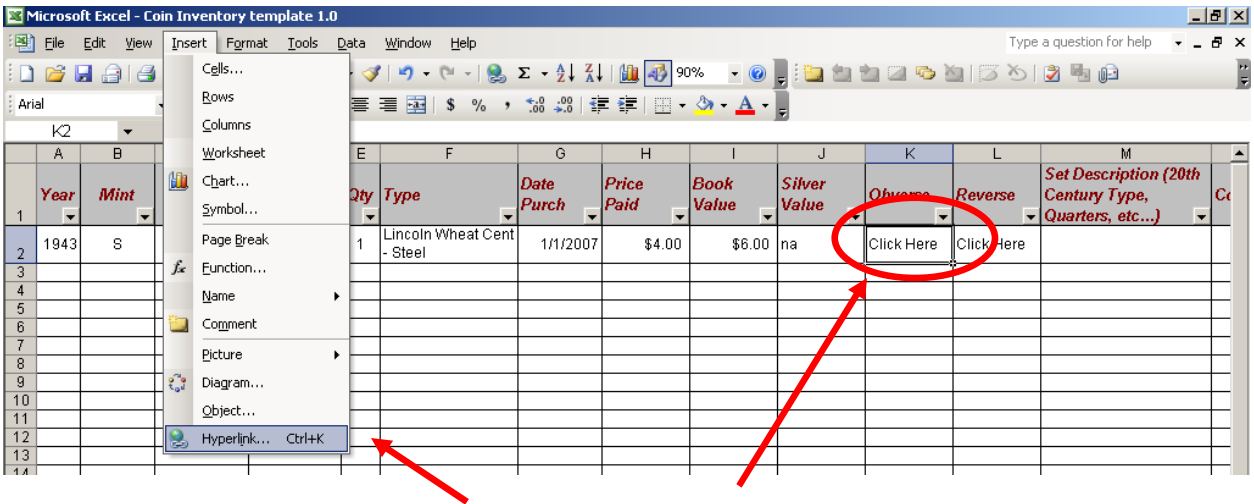 Microsoft Excel - Coin Inventory template 1.0
File Edit View Insert Format Tools Data Window Help
Type a question for help
Σ 90%
Arial $ % ,
K2
A B E F G H I J K L M
Year Mint Qty Type Date Purch Price Paid Book Value Silver Value Obverse Reverse Set Description (20th Century Type, Quarters, etc...)
1
2 1943 S 1 Lincoln Wheat Cent - Steel 1/1/2007 $4.00 $6.00 na Click Here Click Here
3
4
5
6
7
8
9
10
11
12
13
14
Cells...
Rows
Columns
Worksheet
Chart...
Symbol...
Page Break
fx Function...
Name
Comment
Picture
Diagram...
Object...
Hyperlink... Ctrl+K